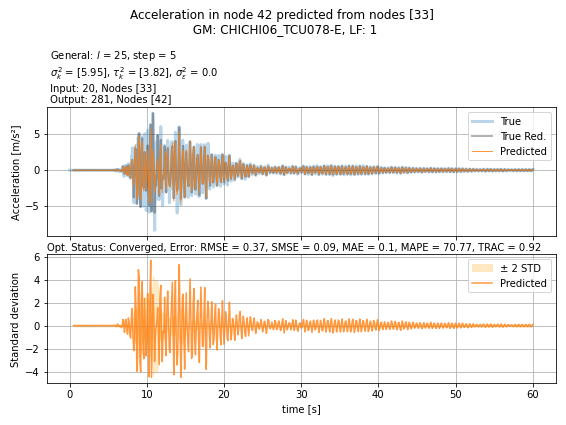 Acceleration in node 42 predicted from nodes [33]
GM: CHICHI06_TCU078-E, LF: 1
General: l = 25, step = 5
σ²ₖ = [5.95], τ²ₖ = [3.82], σ²ε = 0.0
Input: 20, Nodes [33]
Output: 281, Nodes [42]
Acceleration [m/s²]
5
0
−5
True
True Red.
Predicted
Opt. Status: Converged, Error: RMSE = 0.37, SMSE = 0.09, MAE = 0.1, MAPE = 70.77, TRAC = 0.92
Standard deviation
6
4
2
0
−2
−4
± 2 STD
Predicted
0 10 20 30 40 50 60
time [s]